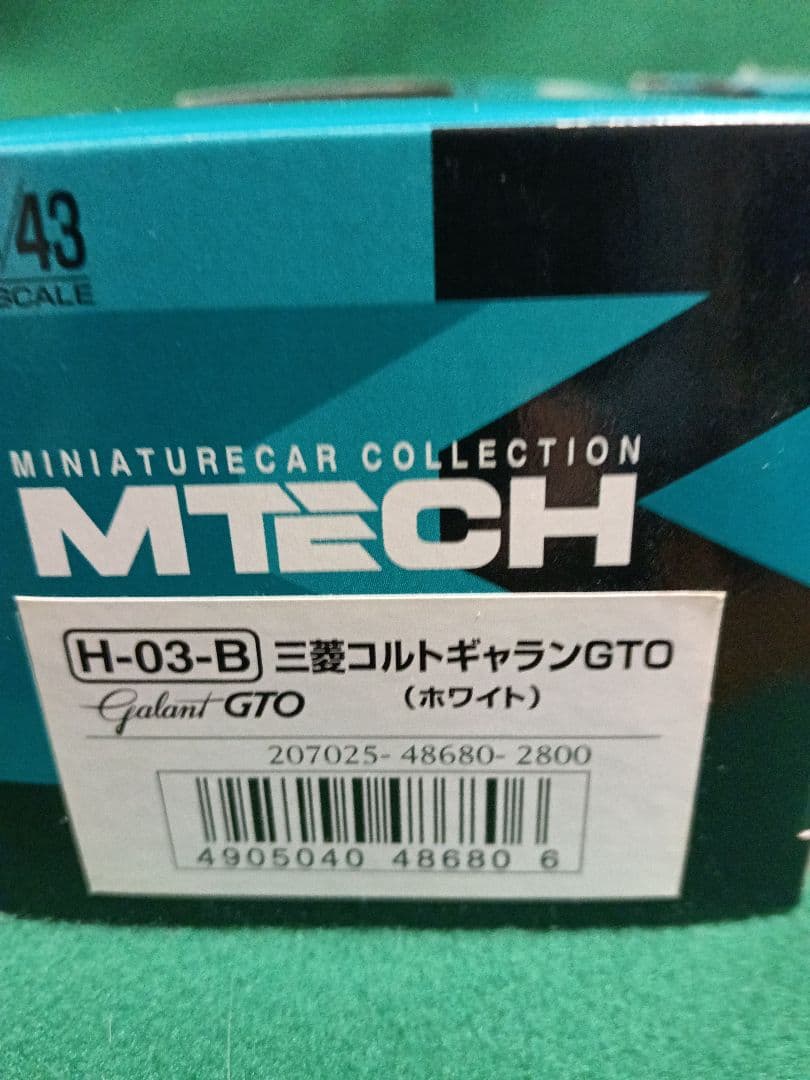 /43
SCALE
MINIATURECAR COLLECTION
MTECH
H-03-B 三菱コルトギャランGTO
Galant GTO (ホワイト)
207025-48680-2800
4905040 48680 6